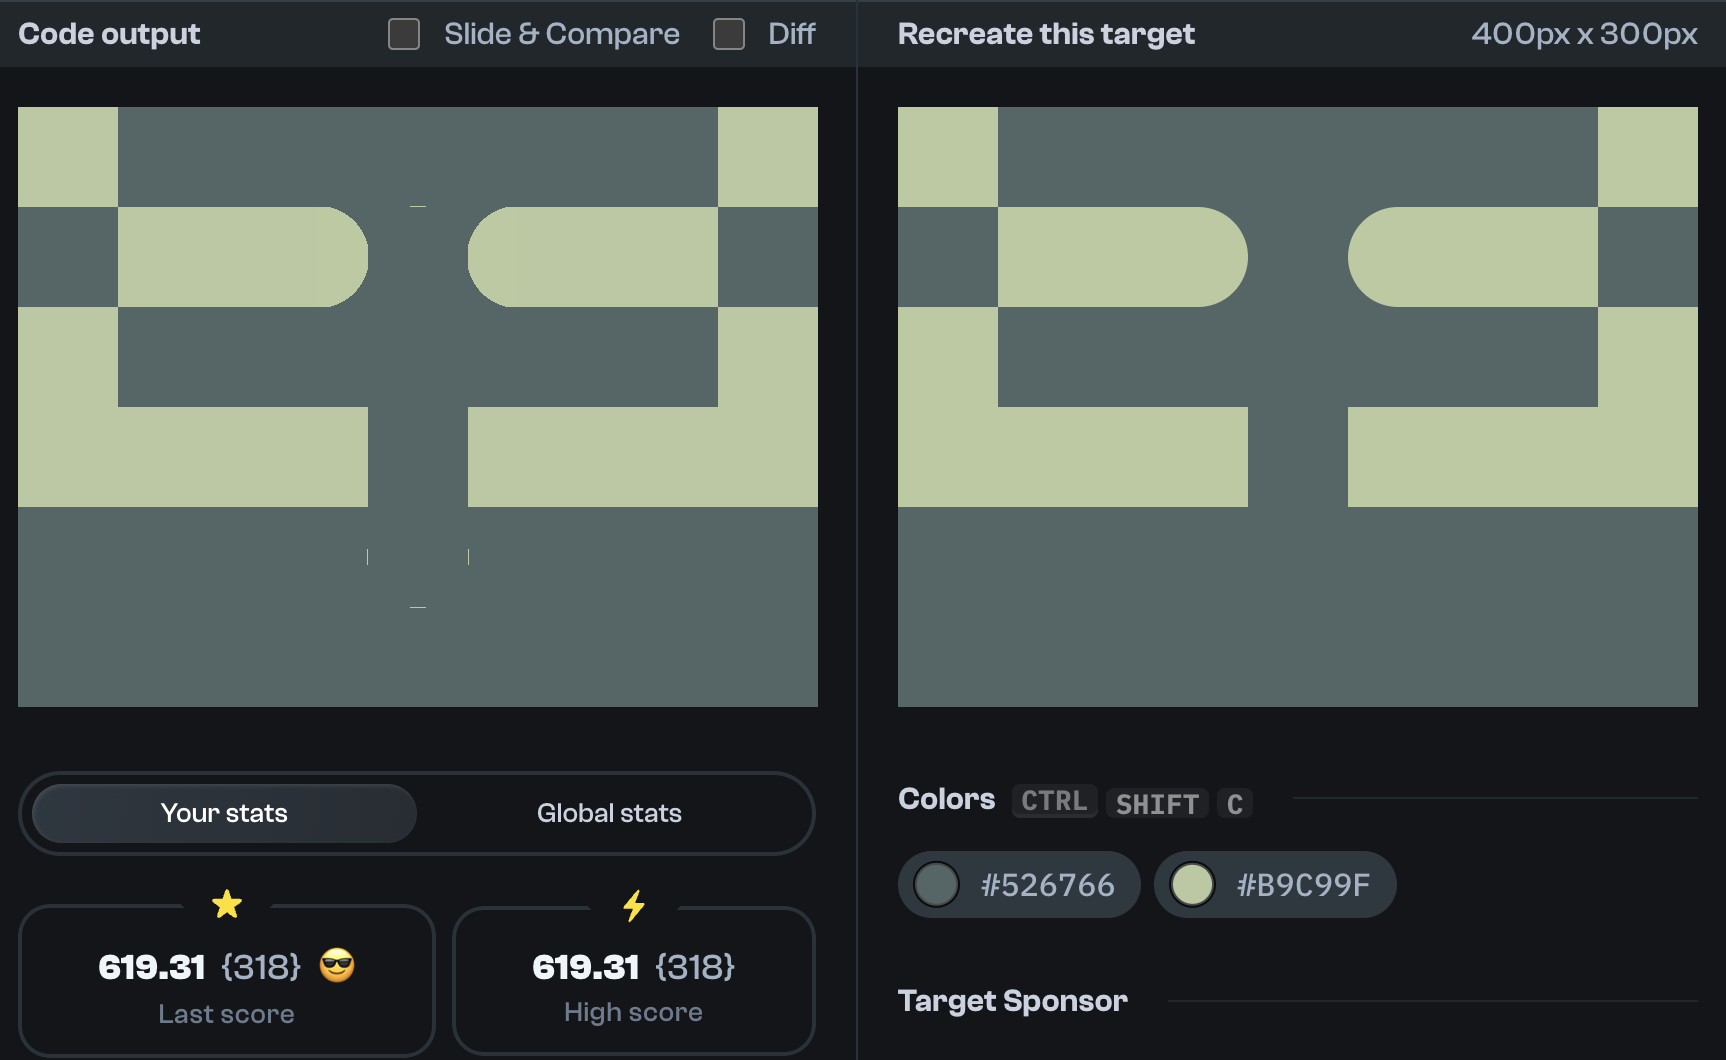 Code output
Slide & Compare
Diff
Recreate this target
400px x 300px
Your stats
Global stats
619.31 {318}
Last score
619.31 {318}
High score
Colors CTRL SHIFT C
#526766
#B9C99F
Target Sponsor